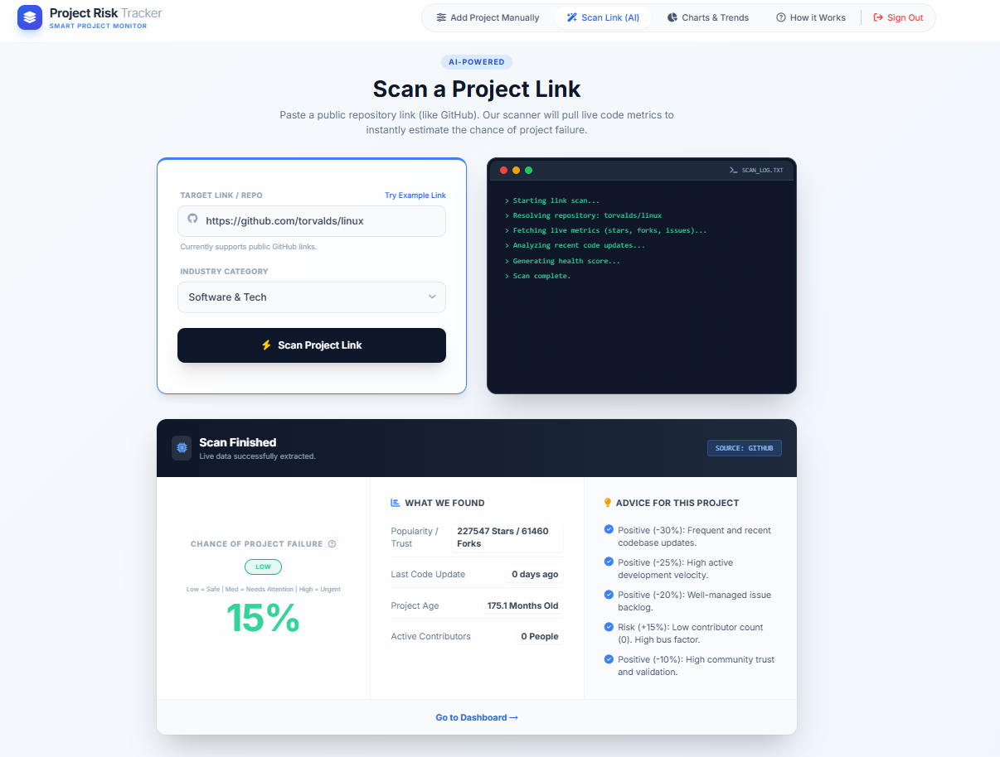 Project Risk Tracker
SMART PROJECT MONITOR
Add Project Manually
Scan Link (AI)
Charts & Trends
How it Works
Sign Out
AI-POWERED
Scan a Project Link
Paste a public repository link (like GitHub). Our scanner will pull live code metrics to
instantly estimate the chance of project failure.
TARGET LINK / REPO
Try Example Link
https://github.com/torvalds/linux
Currently supports public GitHub links.
INDUSTRY CATEGORY
Software & Tech
Scan Project Link
SCAN_LOG.TXT
> Starting link scan...
> Resolving repository: torvalds/linux
> Fetching live metrics (stars, forks, issues)...
> Analyzing recent code updates...
> Generating health score...
> Scan complete.
Scan Finished
Live data successfully extracted.
SOURCE: GITHUB
CHANCE OF PROJECT FAILURE
LOW
Low = Safe | Med = Needs Attention | High = Urgent
15%
WHAT WE FOUND
Popularity /
Trust
227547 Stars / 61460
Forks
Last Code Update
0 days ago
Project Age
175.1 Months Old
Active Contributors
0 People
ADVICE FOR THIS PROJECT
Positive (-30%): Frequent and recent
codebase updates.
Positive (-25%): High active
development velocity.
Positive (-20%): Well-managed issue
backlog.
Risk (+15%): Low contributor count
(0). High bus factor.
Positive (-10%): High community trust
and validation.
Go to Dashboard →